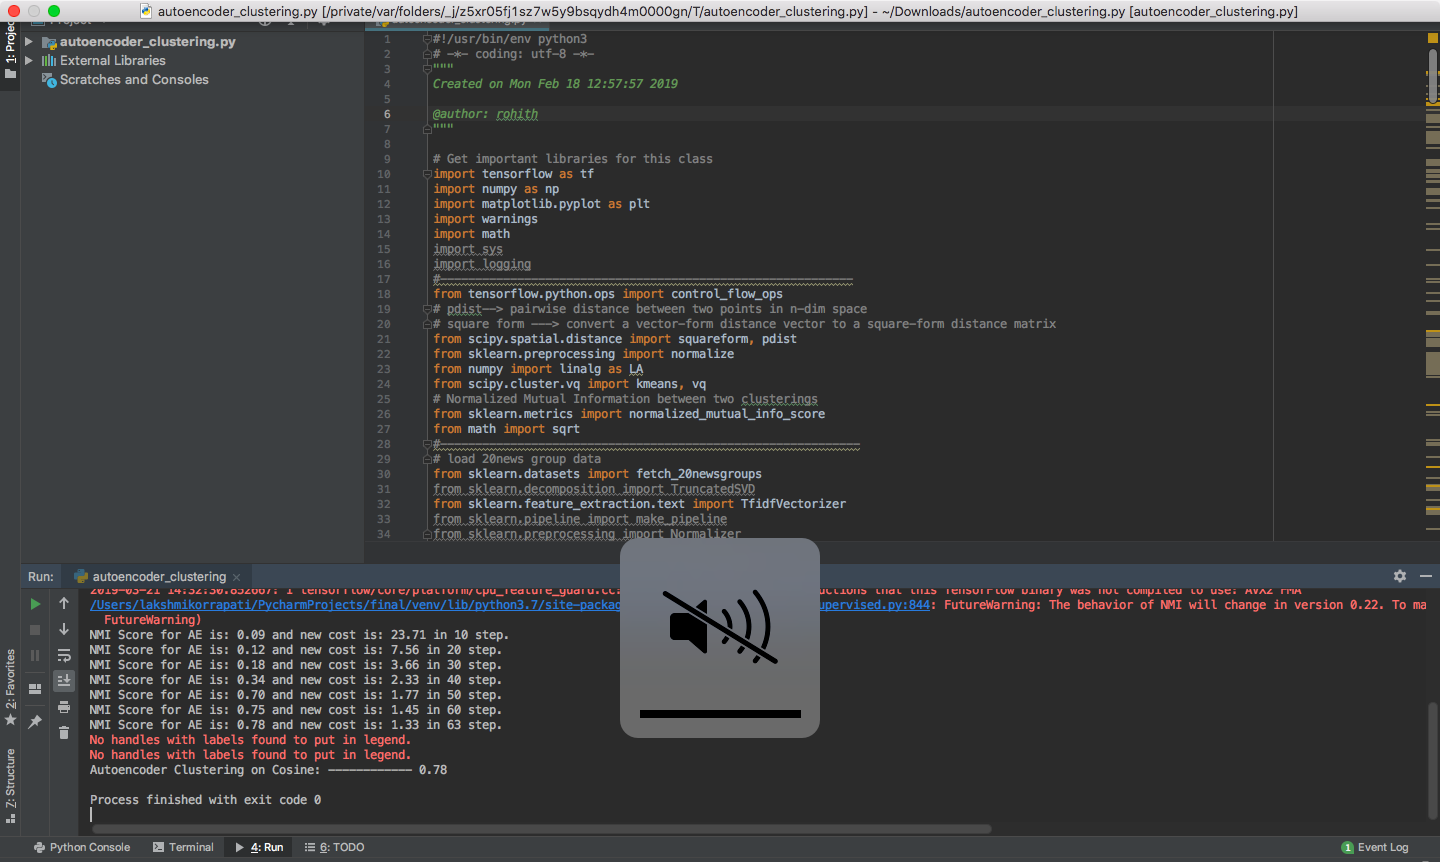 autoencoder_clustering.py [/private/var/folders/_j/z5xr05fj1sz7w5y9bsqydh4m0000gn/T/autoencoder_clustering.py] - ~/Downloads/autoencoder_clustering.py [autoencoder_clustering.py]
1: Project
autoencoder_clustering.py
External Libraries
Scratches and Consoles
1 #!/usr/bin/env python3
2 # -*- coding: utf-8 -*-
3 """
4 Created on Mon Feb 18 12:57:57 2019
5
6 @author: rohith
7 """
8
9 # Get important libraries for this class
10 import tensorflow as tf
11 import numpy as np
12 import matplotlib.pyplot as plt
13 import warnings
14 import math
15 import sys
16 import logging
17 #-----------------------------------------------------------
18 from tensorflow.python.ops import control_flow_ops
19 # pdist--> pairwise distance between two points in n-dim space
20 # square form ---> convert a vector-form distance vector to a square-form distance matrix
21 from scipy.spatial.distance import squareform, pdist
22 from sklearn.preprocessing import normalize
23 from numpy import linalg as LA
24 from scipy.cluster.vq import kmeans, vq
25 # Normalized Mutual Information between two clusterings
26 from sklearn.metrics import normalized_mutual_info_score
27 from math import sqrt
28 #------------------------------------------------------------
29 # load 20news group data
30 from sklearn.datasets import fetch_20newsgroups
31 from sklearn.decomposition import TruncatedSVD
32 from sklearn.feature_extraction.text import TfidfVectorizer
33 from sklearn.pipeline import make_pipeline
34 from sklearn.preprocessing import Normalizer
Run: autoencoder_clustering
2019-03-21 14:32:30.852667: I tensorflow/core/platform/cpu_feature_guard.cc: that this TensorFlow binary was not compiled to use: AVX2 FMA
/Users/lakshmikorrapati/PycharmProjects/final/venv/lib/python3.7/site-packa upervised.py:844: FutureWarning: The behavior of NMI will change in version 0.22. To ma
FutureWarning)
NMI Score for AE is: 0.09 and new cost is: 23.71 in 10 step.
NMI Score for AE is: 0.12 and new cost is: 7.56 in 20 step.
NMI Score for AE is: 0.18 and new cost is: 3.66 in 30 step.
NMI Score for AE is: 0.34 and new cost is: 2.33 in 40 step.
NMI Score for AE is: 0.70 and new cost is: 1.77 in 50 step.
NMI Score for AE is: 0.75 and new cost is: 1.45 in 60 step.
NMI Score for AE is: 0.78 and new cost is: 1.33 in 63 step.
No handles with labels found to put in legend.
No handles with labels found to put in legend.
Autoencoder Clustering on Cosine: ------------ 0.78
Process finished with exit code 0
2: Favorites
7: Structure
Python Console
Terminal
4: Run
6: TODO
1 Event Log